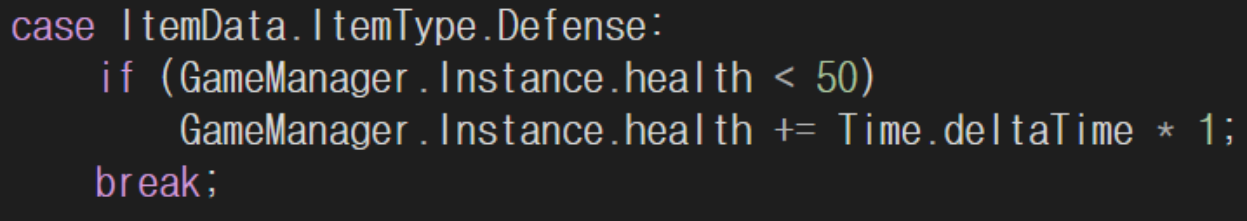 case ItemData.ItemType.Defense:
if (GameManager.Instance.health < 50)
GameManager.Instance.health += Time.deltaTime * 1;
break;